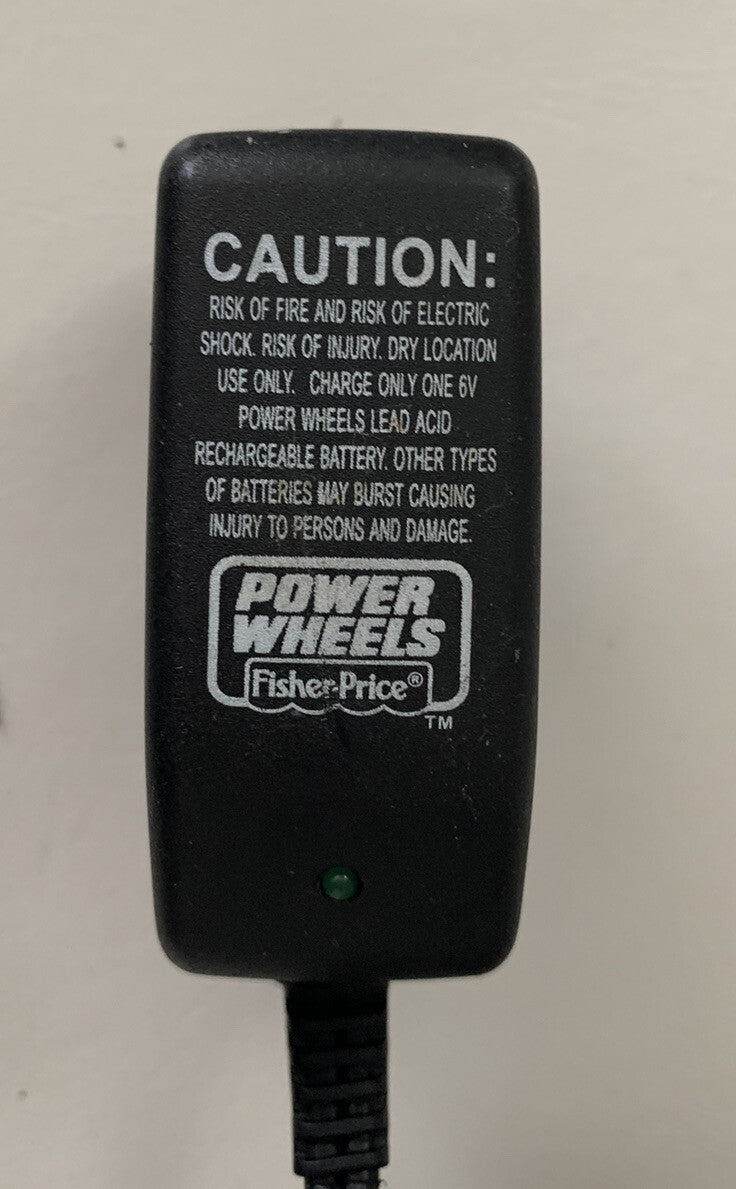 CAUTION:
RISK OF FIRE AND RISK OF ELECTRIC
SHOCK. RISK OF INJURY. DRY LOCATION
USE ONLY. CHARGE ONLY ONE 6V
POWER WHEELS LEAD ACID
RECHARGEABLE BATTERY. OTHER TYPES
OF BATTERIES MAY BURST CAUSING
INJURY TO PERSONS AND DAMAGE.
POWER
WHEELS
Fisher-Price®
TM